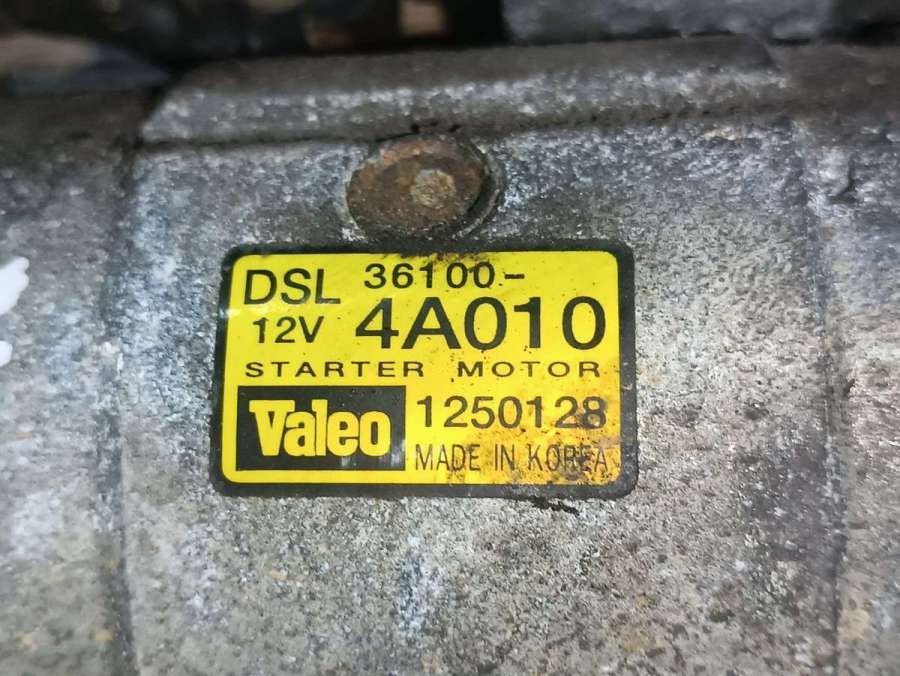 DSL 36100-
12V 4A010
STARTER MOTOR
Valeo 1250128
MADE IN KOREA